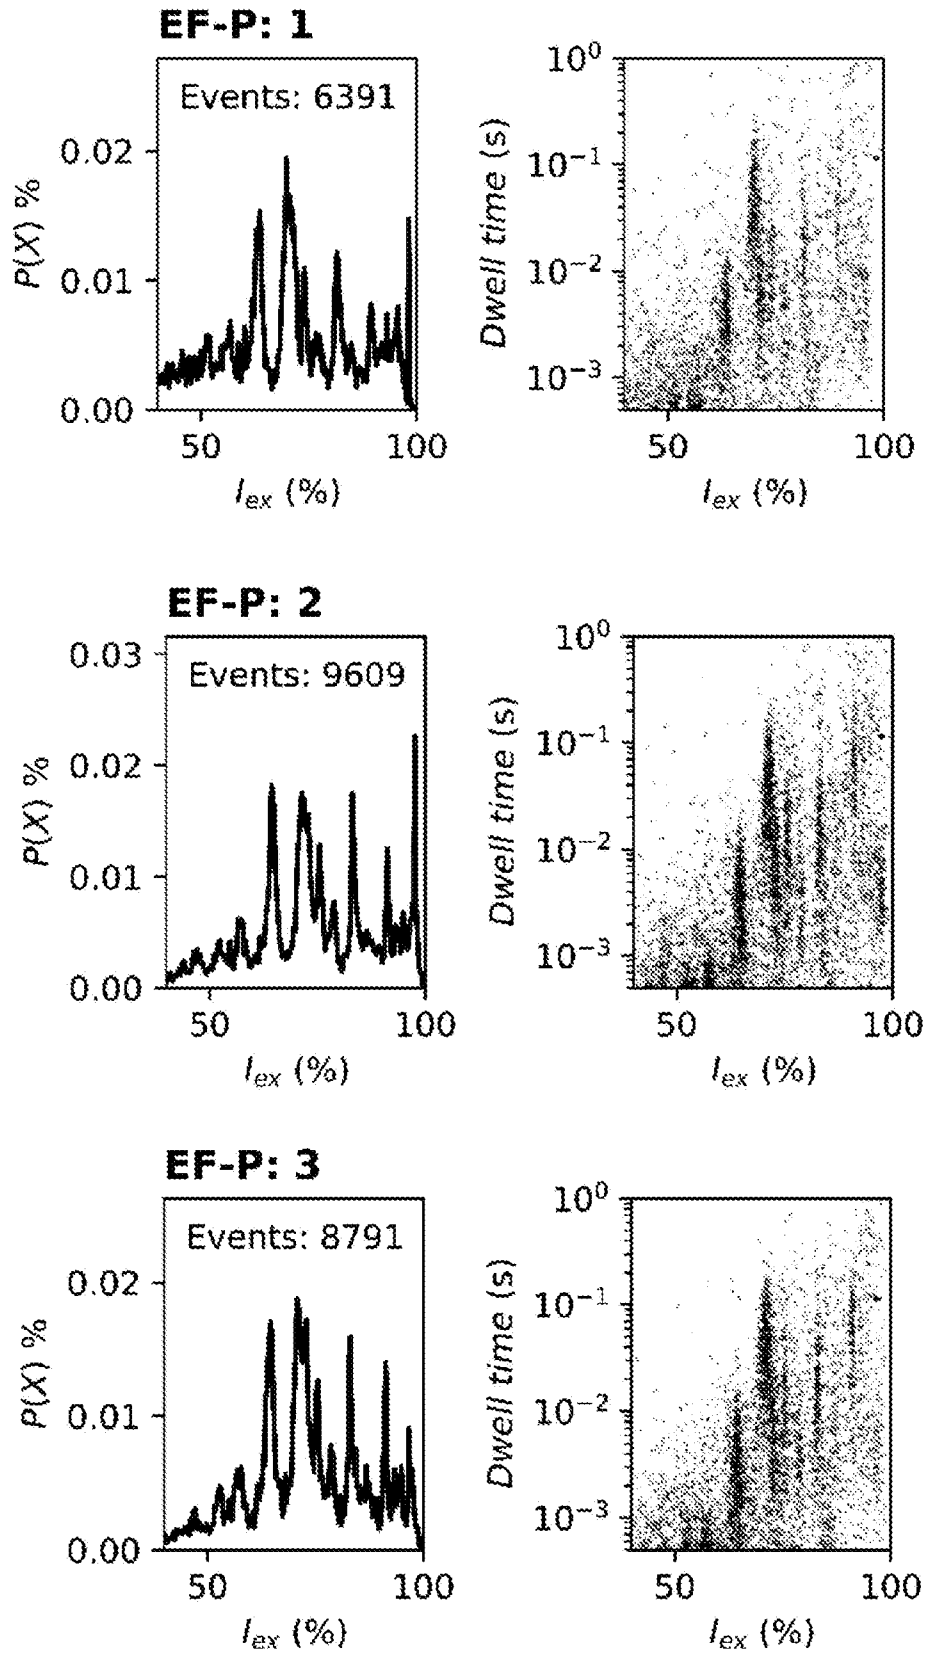 EF-P: 1
Events: 6391
0.02
0.01
0.00
P(X) %
50 100
I_ex (%)
10^0
10^-1
10^-2
10^-3
Dwell time (s)
50 100
I_ex (%)
EF-P: 2
Events: 9609
0.03
0.02
0.01
0.00
P(X) %
50 100
I_ex (%)
10^0
10^-1
10^-2
10^-3
Dwell time (s)
50 100
I_ex (%)
EF-P: 3
Events: 8791
0.02
0.01
0.00
P(X) %
50 100
I_ex (%)
10^0
10^-1
10^-2
10^-3
Dwell time (s)
50 100
I_ex (%)